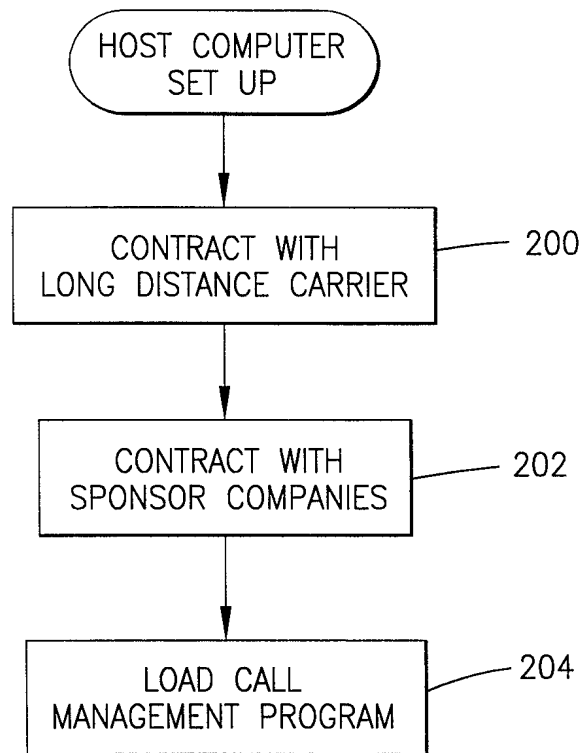 HOST COMPUTER
SET UP
CONTRACT WITH
LONG DISTANCE CARRIER
200
CONTRACT WITH
SPONSOR COMPANIES
202
LOAD CALL
MANAGEMENT PROGRAM
204